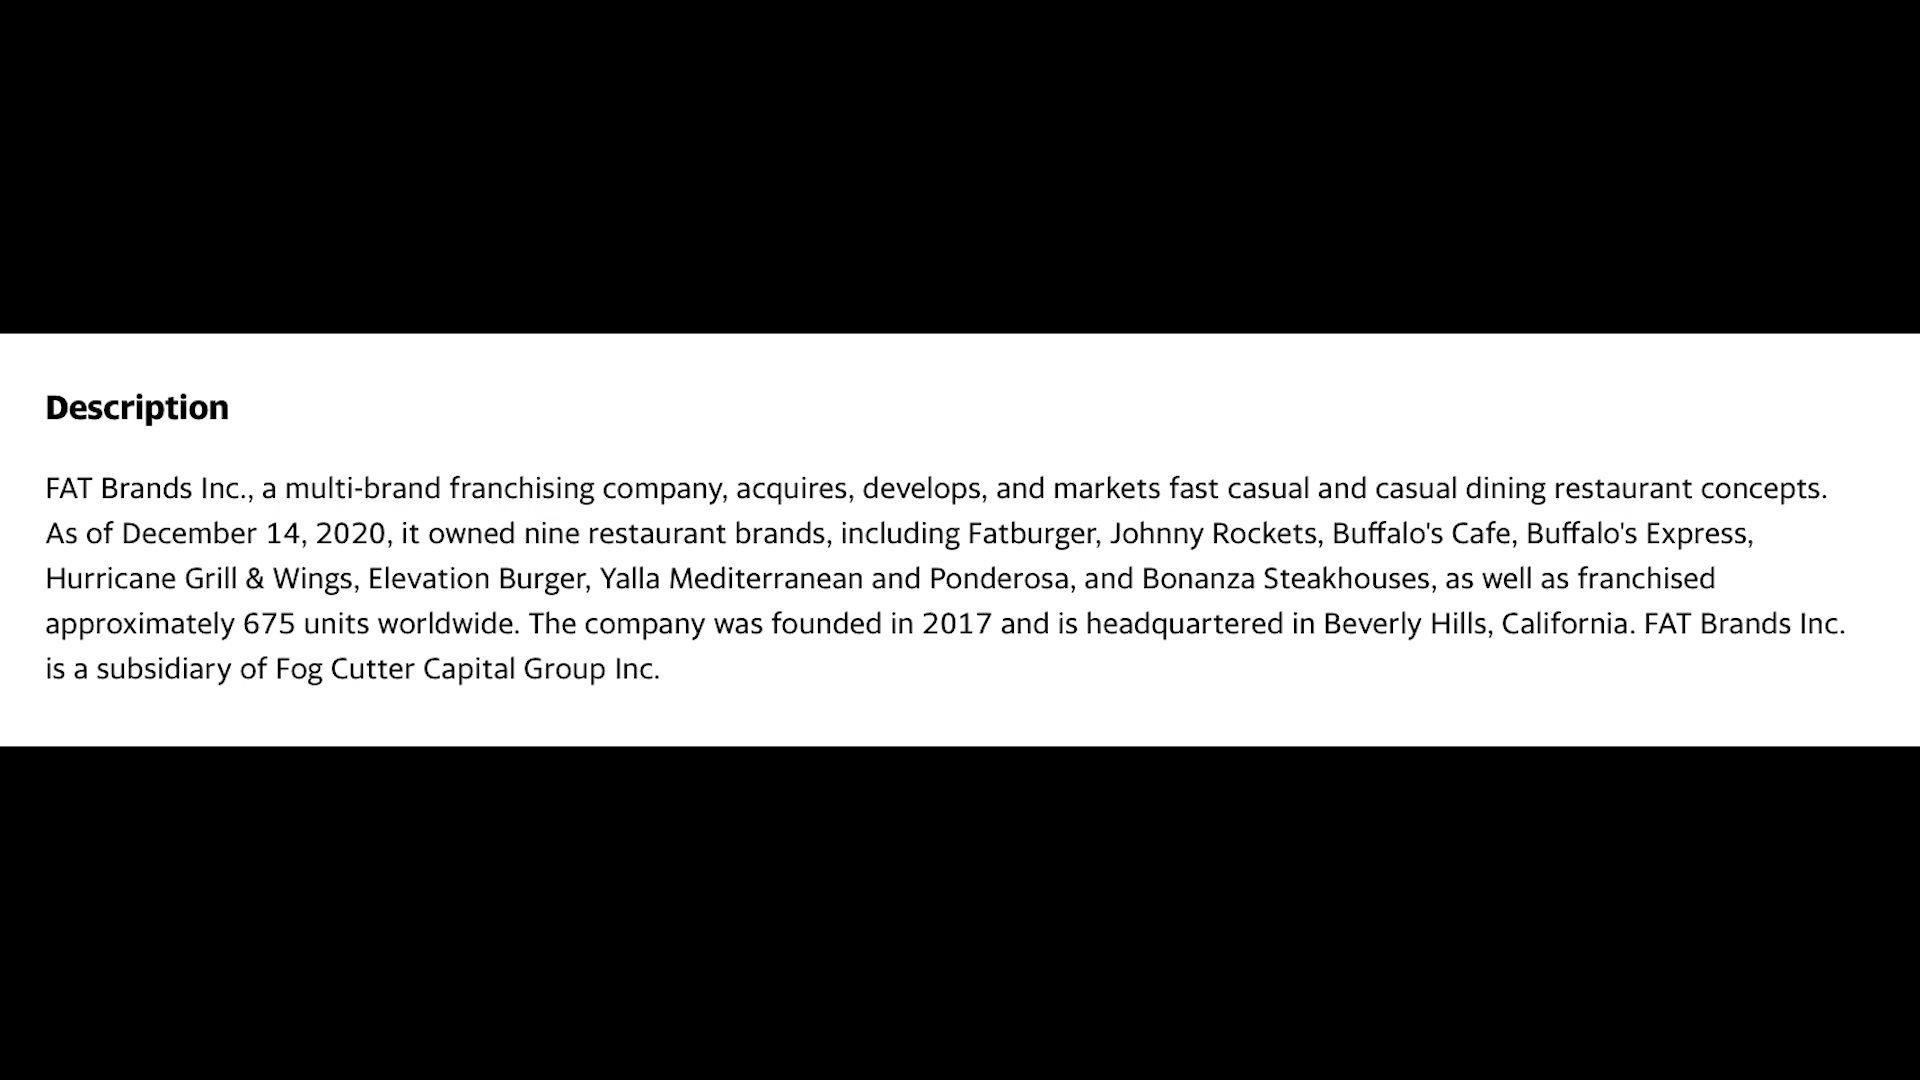 Description
FAT Brands Inc., a multi-brand franchising company, acquires, develops, and markets fast casual and casual dining restaurant concepts.
As of December 14, 2020, it owned nine restaurant brands, including Fatburger, Johnny Rockets, Buffalo's Cafe, Buffalo's Express,
Hurricane Grill & Wings, Elevation Burger, Yalla Mediterranean and Ponderosa, and Bonanza Steakhouses, as well as franchised
approximately 675 units worldwide. The company was founded in 2017 and is headquartered in Beverly Hills, California. FAT Brands Inc.
is a subsidiary of Fog Cutter Capital Group Inc.